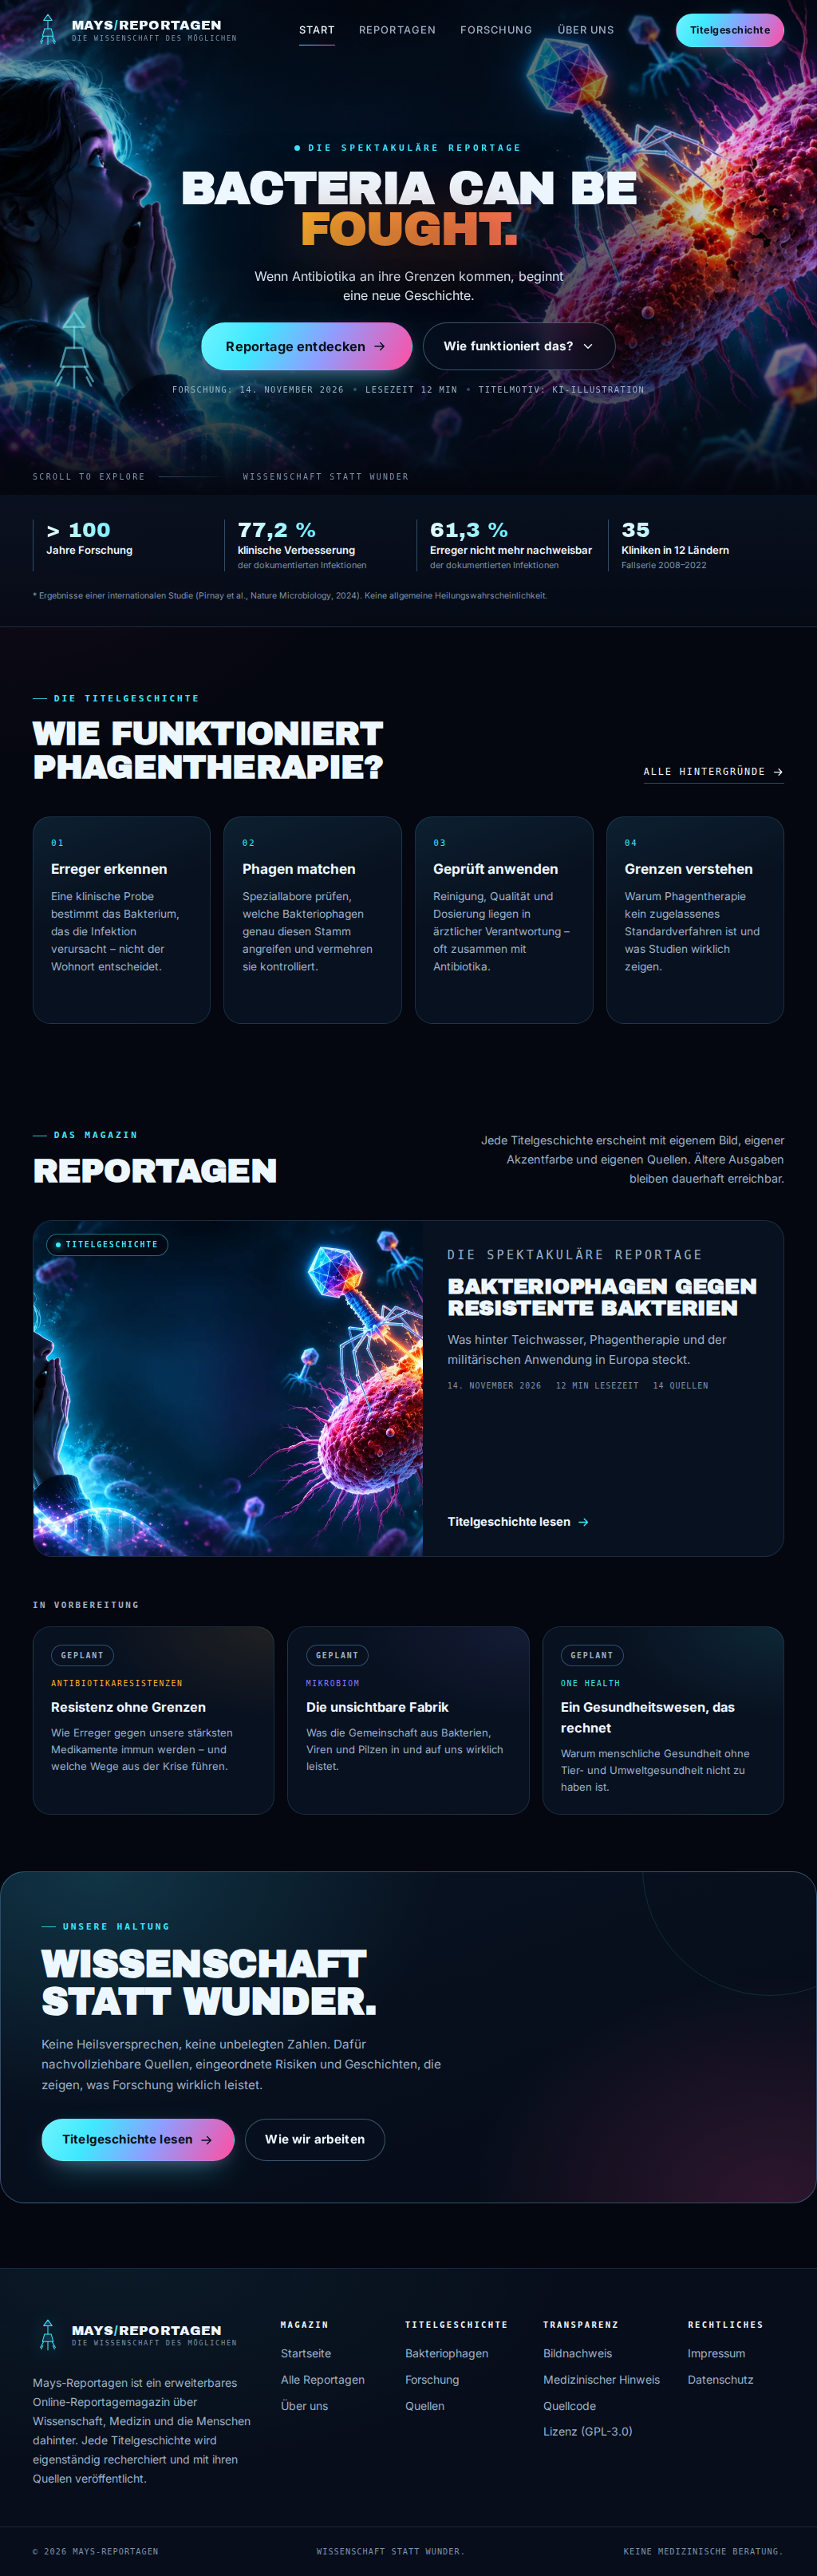 MAYS/REPORTAGEN
DIE WISSENSCHAFT DES MÖGLICHEN
START
REPORTAGEN
FORSCHUNG
ÜBER UNS
Titelgeschichte
DIE SPEKTAKULÄRE REPORTAGE
BACTERIA CAN BE
FOUGHT.
Wenn Antibiotika an ihre Grenzen kommen, beginnt
eine neue Geschichte.
Reportage entdecken →
Wie funktioniert das?
FORSCHUNG: 14. NOVEMBER 2026 • LESEZEIT 12 MIN • TITELMOTIV: KI-ILLUSTRATION
SCROLL TO EXPLORE
WISSENSCHAFT STATT WUNDER
> 100
Jahre Forschung
77,2 %
klinische Verbesserung
der dokumentierten Infektionen
61,3 %
Erreger nicht mehr nachweisbar
der dokumentierten Infektionen
35
Kliniken in 12 Ländern
Fallserie 2008–2022
* Ergebnisse einer internationalen Studie (Pirnay et al., Nature Microbiology, 2024). Keine allgemeine Heilungswahrscheinlichkeit.
DIE TITELGESCHICHTE
WIE FUNKTIONIERT
PHAGENTHERAPIE?
ALLE HINTERGRÜNDE →
01
Erreger erkennen
Eine klinische Probe
bestimmt das Bakterium,
das die Infektion
verursacht – nicht der
Wohnort entscheidet.
02
Phagen matchen
Speziallabore prüfen,
welche Bakteriophagen
genau diesen Stamm
angreifen und vermehren
sie kontrolliert.
03
Geprüft anwenden
Reinigung, Qualität und
Dosierung liegen in
ärztlicher Verantwortung –
oft zusammen mit
Antibiotika.
04
Grenzen verstehen
Warum Phagentherapie
kein zugelassenes
Standardverfahren ist und
was Studien wirklich
zeigen.
DAS MAGAZIN
REPORTAGEN
Jede Titelgeschichte erscheint mit eigenem Bild, eigener
Akzentfarbe und eigenen Quellen. Ältere Ausgaben
bleiben dauerhaft erreichbar.
TITELGESCHICHTE
DIE SPEKTAKULÄRE REPORTAGE
BAKTERIOPHAGEN GEGEN
RESISTENTE BAKTERIEN
Was hinter Teichwasser, Phagentherapie und der
militärischen Anwendung in Europa steckt.
14. NOVEMBER 2026 12 MIN LESEZEIT 14 QUELLEN
Titelgeschichte lesen →
IN VORBEREITUNG
GEPLANT
ANTIBIOTIKARESISTENZEN
Resistenz ohne Grenzen
Wie Erreger gegen unsere stärksten
Medikamente immun werden – und
welche Wege aus der Krise führen.
GEPLANT
MIKROBIOM
Die unsichtbare Fabrik
Was die Gemeinschaft aus Bakterien,
Viren und Pilzen in und auf uns wirklich
leistet.
GEPLANT
ONE HEALTH
Ein Gesundheitswesen, das
rechnet
Warum menschliche Gesundheit ohne
Tier- und Umweltgesundheit nicht zu
haben ist.
UNSERE HALTUNG
WISSENSCHAFT
STATT WUNDER.
Keine Heilsversprechen, keine unbelegten Zahlen. Dafür
nachvollziehbare Quellen, eingeordnete Risiken und Geschichten, die
zeigen, was Forschung wirklich leistet.
Titelgeschichte lesen →
Wie wir arbeiten
MAYS/REPORTAGEN
DIE WISSENSCHAFT DES MÖGLICHEN
Mays-Reportagen ist ein erweiterbares
Online-Reportagemagazin über
Wissenschaft, Medizin und die Menschen
dahinter. Jede Titelgeschichte wird
eigenständig recherchiert und mit ihren
Quellen veröffentlicht.
MAGAZIN
Startseite
Alle Reportagen
Über uns
TITELGESCHICHTE
Bakteriophagen
Forschung
Quellen
TRANSPARENZ
Bildnachweis
Medizinischer Hinweis
Quellcode
Lizenz (GPL-3.0)
RECHTLICHES
Impressum
Datenschutz
© 2026 MAYS-REPORTAGEN
WISSENSCHAFT STATT WUNDER.
KEINE MEDIZINISCHE BERATUNG.